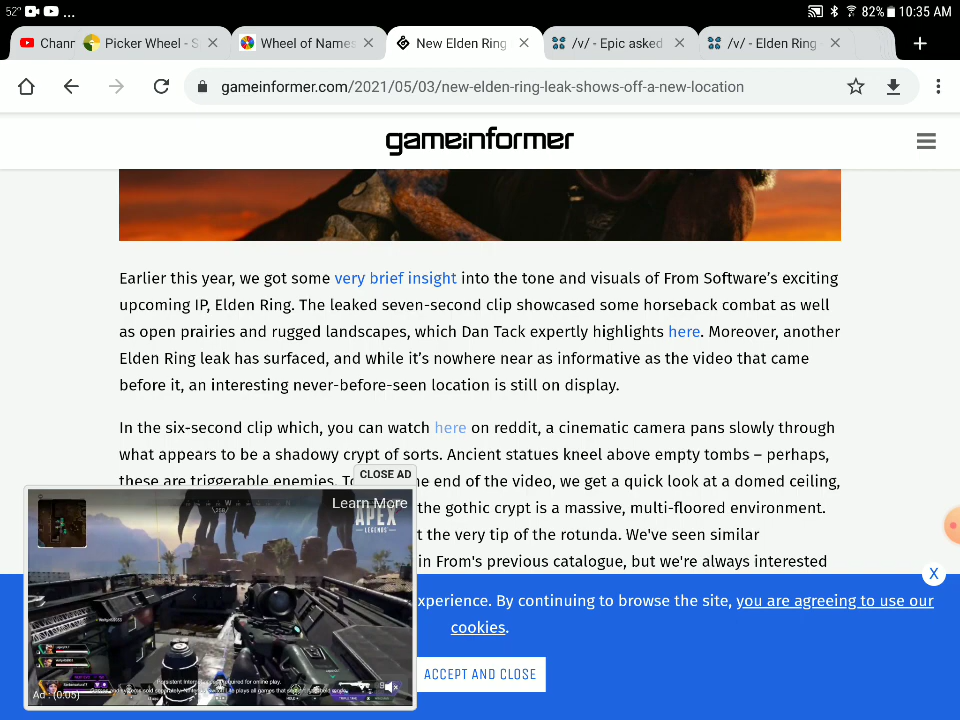 52° ... 82% 10:35 AM
Chann Picker Wheel - S Wheel of Names New Elden Ring /v/ - Epic asked /v/ - Elden Ring
gameinformer.com/2021/05/03/new-elden-ring-leak-shows-off-a-new-location
gameinformer
Earlier this year, we got some very brief insight into the tone and visuals of From Software's exciting
upcoming IP, Elden Ring. The leaked seven-second clip showcased some horseback combat as well
as open prairies and rugged landscapes, which Dan Tack expertly highlights here. Moreover, another
Elden Ring leak has surfaced, and while it's nowhere near as informative as the video that came
before it, an interesting never-before-seen location is still on display.
In the six-second clip which, you can watch here on reddit, a cinematic camera pans slowly through
what appears to be a shadowy crypt of sorts. Ancient statues kneel above empty tombs – perhaps,
these are triggerable enemies. To
CLOSE AD
e end of the video, we get a quick look at a domed ceiling,
the gothic crypt is a massive, multi-floored environment.
t the very tip of the rotunda. We've seen similar
in From's previous catalogue, but we're always interested
Learn More
APEX
LEGENDS
Persistent Internet
required for online play.
Ad : (0:05)
X
xperience. By continuing to browse the site, you are agreeing to use our
cookies.
ACCEPT AND CLOSE